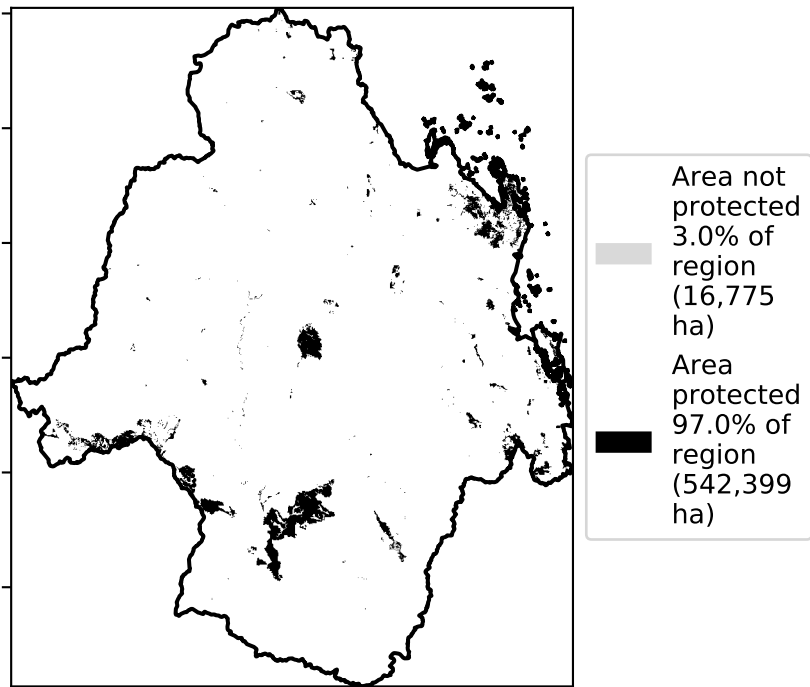 Area not
protected
3.0% of
region
(16,775
ha)
Area
protected
97.0% of
region
(542,399
ha)